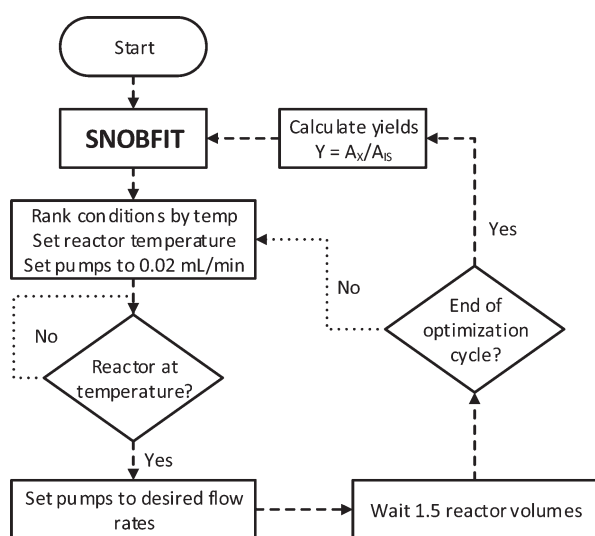 Start
SNOBFIT
Calculate yields
Y = Aₓ/A_IS
Rank conditions by temp
Set reactor temperature
Set pumps to 0.02 mL/min
Yes
No
End of
optimization
cycle?
No
Reactor at
temperature?
Yes
Set pumps to desired flow
rates
Wait 1.5 reactor volumes